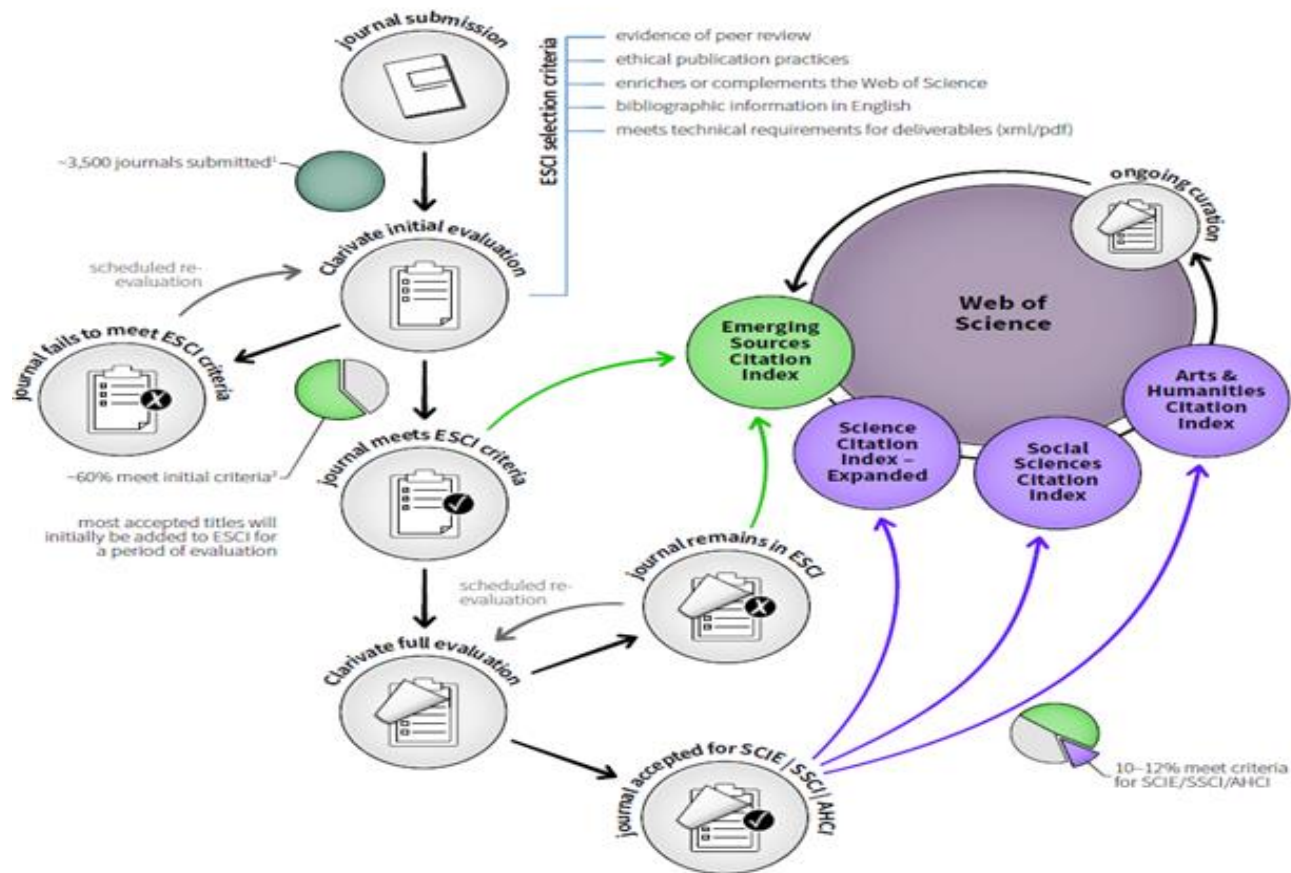 journal submission
ESCI selection criteria
evidence of peer review
ethical publication practices
enriches or complements the Web of Science
bibliographic information in English
meets technical requirements for deliverables (xml/pdf)
~3,500 journals submitted¹
Clarivate initial evaluation
scheduled re-
evaluation
journal fails to meet ESCI criteria
~60% meet initial criteria²
journal meets ESCI criteria
most accepted titles will
initially be added to ESCI for
a period of evaluation
scheduled re-
evaluation
journal remains in ESCI
Clarivate full evaluation
journal accepted for SCIE | SSCI | AHCI
10–12% meet criteria
for SCIE/SSCI/AHCI
ongoing curation
Web of
Science
Emerging
Sources
Citation
Index
Science
Citation
Index –
Expanded
Social
Sciences
Citation
Index
Arts &
Humanities
Citation
Index